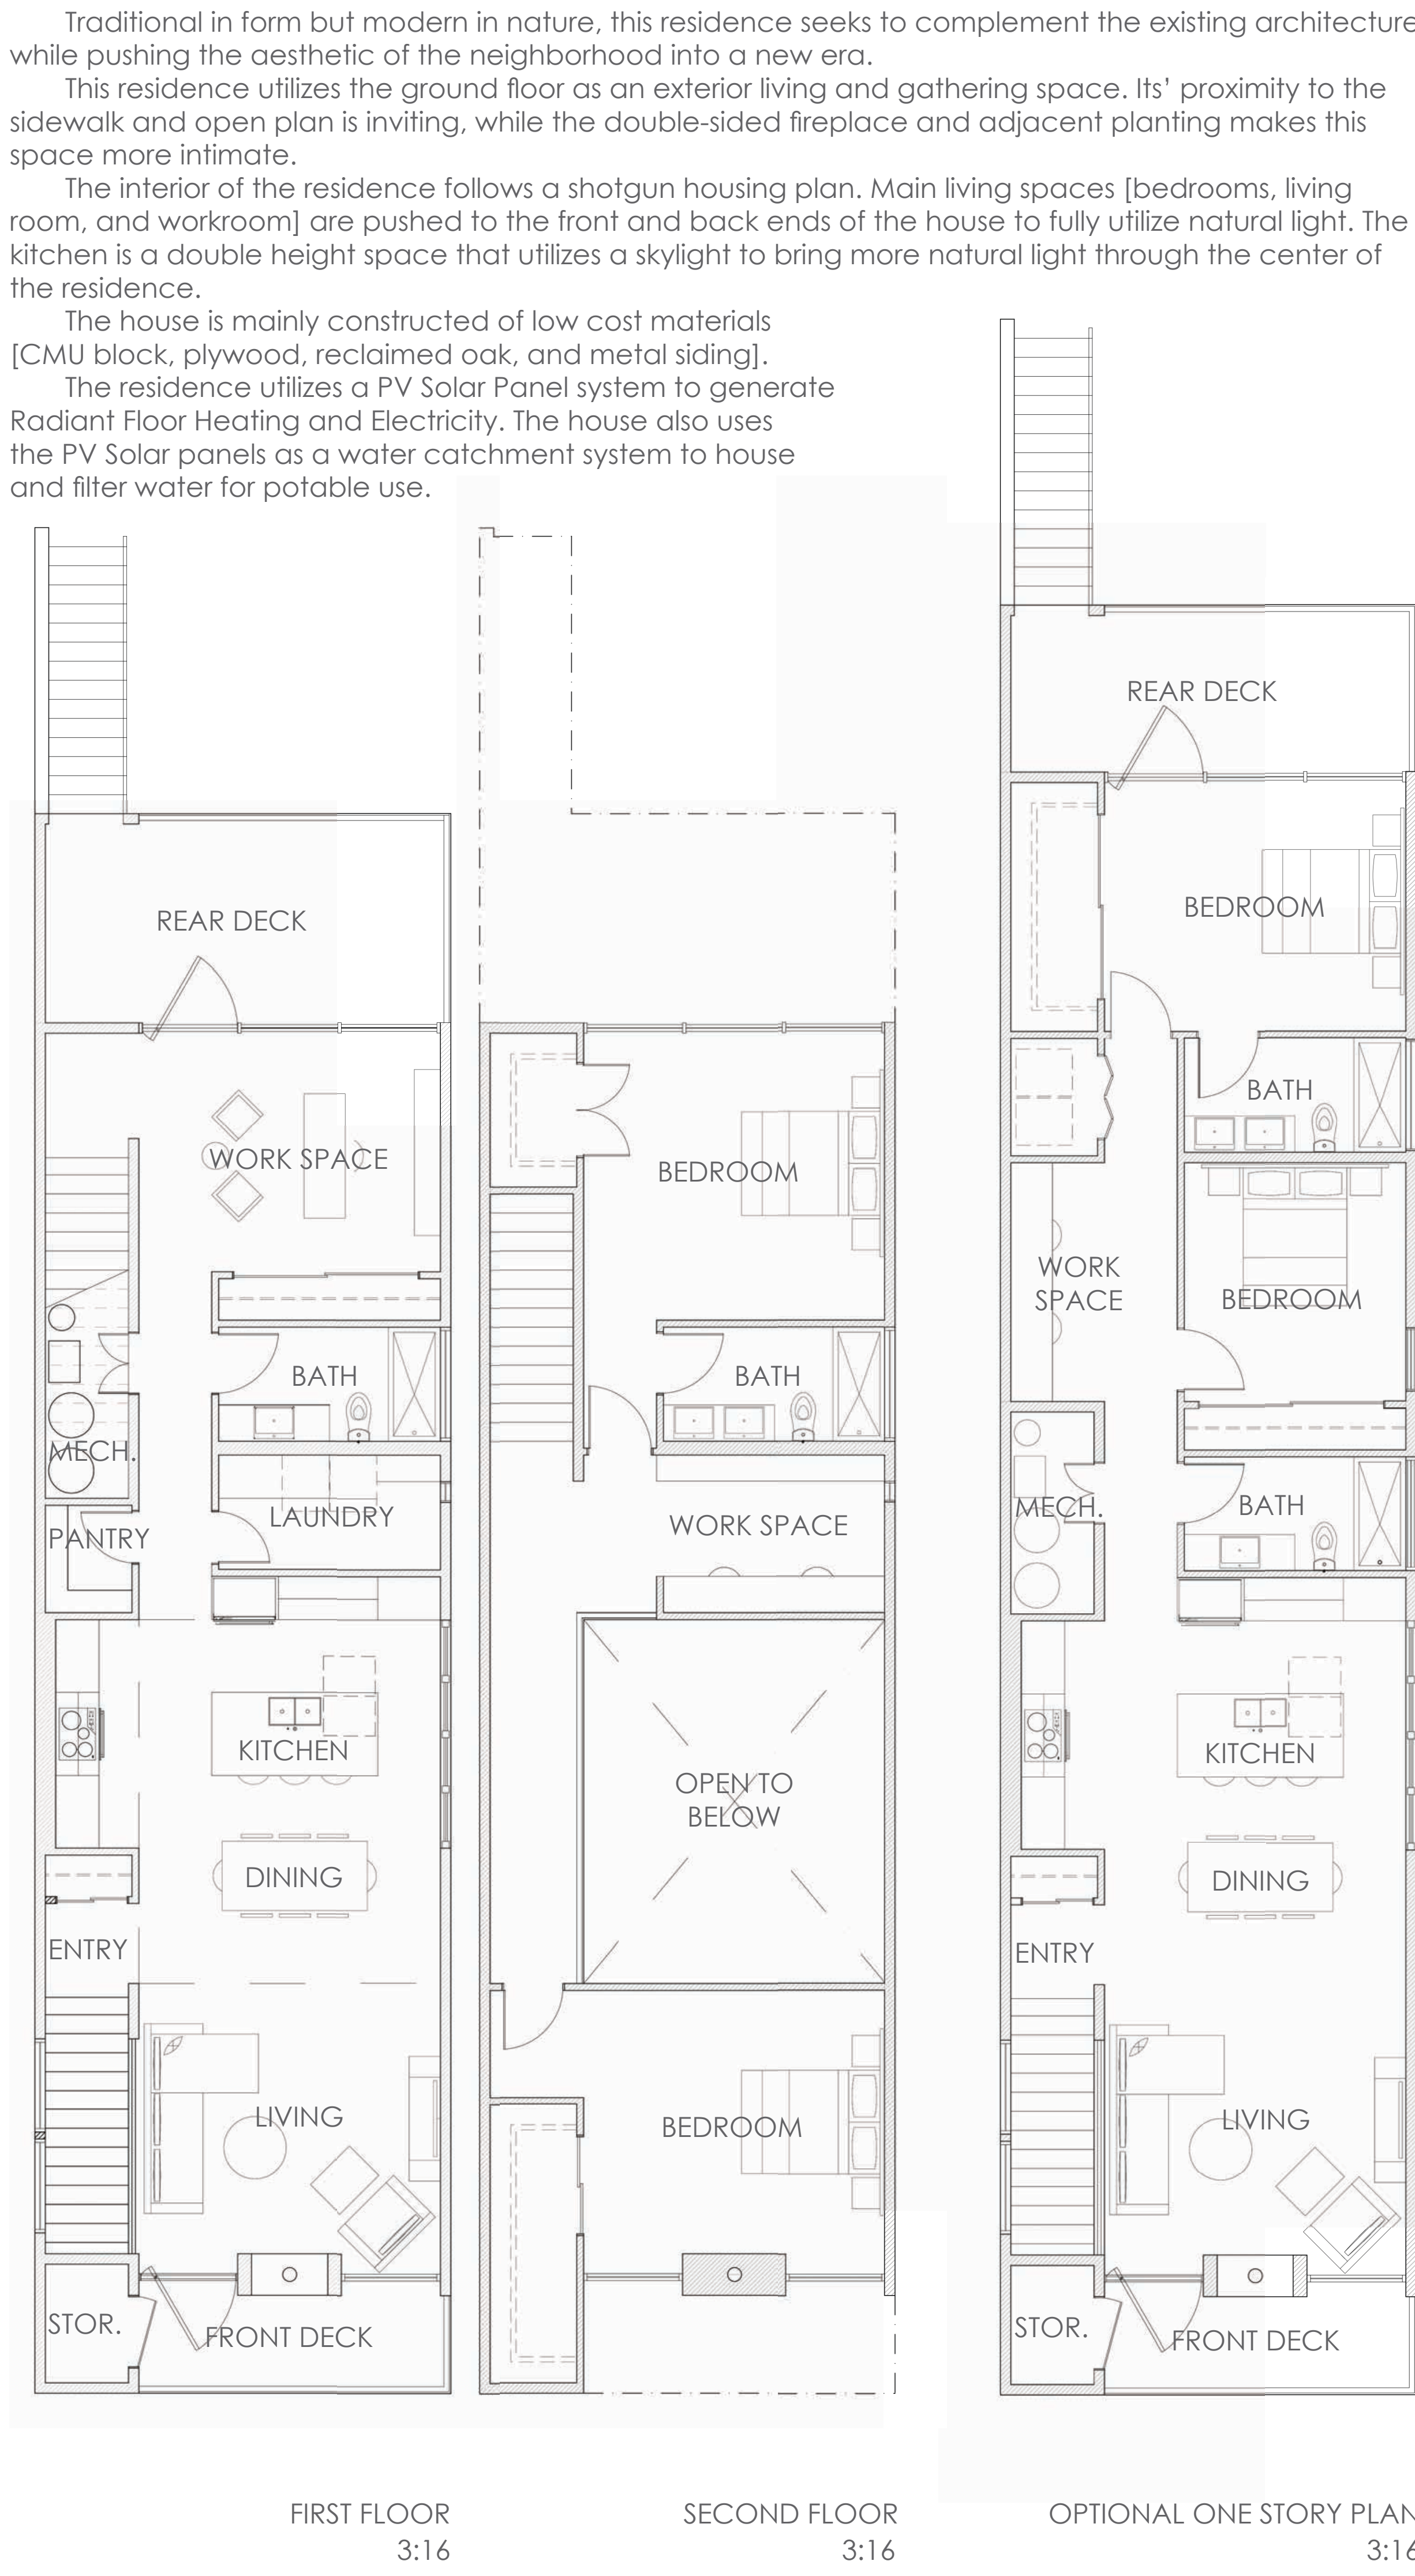 Traditional in form but modern in nature, this residence seeks to complement the existing architecture
while pushing the aesthetic of the neighborhood into a new era.
This residence utilizes the ground floor as an exterior living and gathering space. Its’ proximity to the
sidewalk and open plan is inviting, while the double-sided fireplace and adjacent planting makes this
space more intimate.
The interior of the residence follows a shotgun housing plan. Main living spaces [bedrooms, living
room, and workroom] are pushed to the front and back ends of the house to fully utilize natural light. The
kitchen is a double height space that utilizes a skylight to bring more natural light through the center of
the residence.
The house is mainly constructed of low cost materials
[CMU block, plywood, reclaimed oak, and metal siding].
The residence utilizes a PV Solar Panel system to generate
Radiant Floor Heating and Electricity. The house also uses
the PV Solar panels as a water catchment system to house
and filter water for potable use.
REAR DECK
WORK SPACE
BATH
MECH.
LAUNDRY
PANTRY
KITCHEN
DINING
ENTRY
LIVING
STOR.
FRONT DECK
FIRST FLOOR
3:16
BEDROOM
BATH
WORK SPACE
OPEN TO
BELOW
BEDROOM
SECOND FLOOR
3:16
REAR DECK
BEDROOM
BATH
WORK
SPACE
BEDROOM
MECH.
BATH
KITCHEN
DINING
ENTRY
LIVING
STOR.
FRONT DECK
OPTIONAL ONE STORY PLAN
3:16